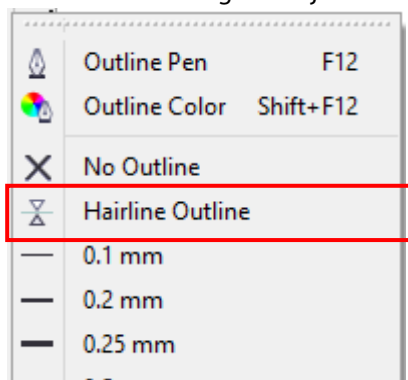 Outline Pen F12
Outline Color Shift+F12
No Outline
Hairline Outline
0.1 mm
0.2 mm
0.25 mm